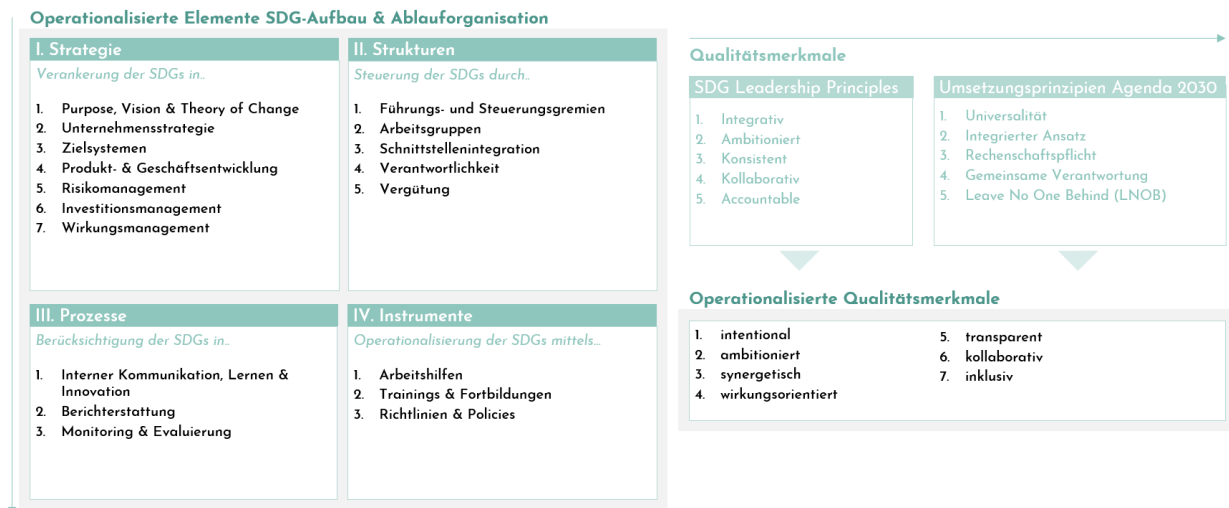 Operationalisierte Elemente SDG-Aufbau & Ablauforganisation
I. Strategie
Verankerung der SDGs in..
1. Purpose, Vision & Theory of Change
2. Unternehmensstrategie
3. Zielsystemen
4. Produkt- & Geschäftsentwicklung
5. Risikomanagement
6. Investitionsmanagement
7. Wirkungsmanagement
II. Strukturen
Steuerung der SDGs durch..
1. Führungs- und Steuerungsgremien
2. Arbeitsgruppen
3. Schnittstellenintegration
4. Verantwortlichkeit
5. Vergütung
III. Prozesse
Berücksichtigung der SDGs in..
1. Interner Kommunikation, Lernen &
Innovation
2. Berichterstattung
3. Monitoring & Evaluierung
IV. Instrumente
Operationalisierung der SDGs mittels...
1. Arbeitshilfen
2. Trainings & Fortbildungen
3. Richtlinien & Policies
Qualitätsmerkmale
SDG Leadership Principles
1. Integrativ
2. Ambitioniert
3. Konsistent
4. Kollaborativ
5. Accountable
Umsetzungsprinzipien Agenda 2030
1. Universalität
2. Integrierter Ansatz
3. Rechenschaftspflicht
4. Gemeinsame Verantwortung
5. Leave No One Behind (LNOB)
Operationalisierte Qualitätsmerkmale
1. intentional
2. ambitioniert
3. synergetisch
4. wirkungsorientiert
5. transparent
6. kollaborativ
7. inklusiv